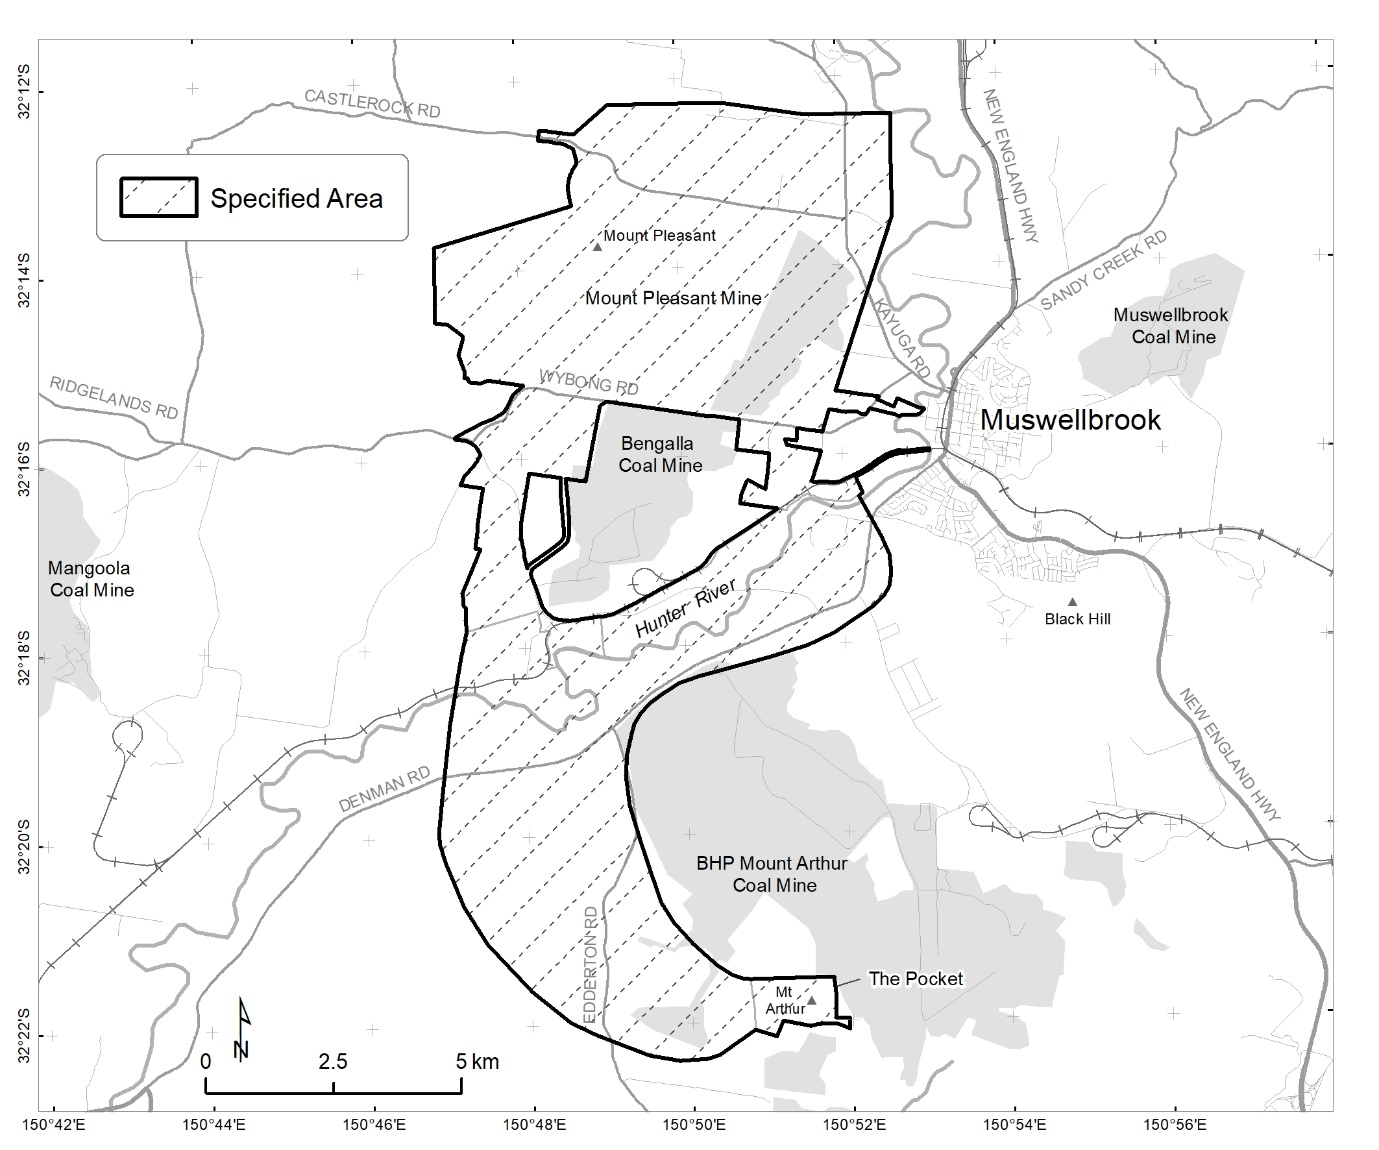 32°12'S
32°14'S
32°16'S
32°18'S
32°20'S
32°22'S
CASTLEROCK RD
NEW ENGLAND HWY
Specified Area
Mount Pleasant
SANDY CREEK RD
Mount Pleasant Mine
KAYUGA RD
Muswellbrook
Coal Mine
RIDGELANDS RD
WYBONG RD
Muswellbrook
Bengalla
Coal Mine
Mangoola
Coal Mine
Hunter River
Black Hill
NEW ENGLAND HWY
DENMAN RD
BHP Mount Arthur
Coal Mine
EDDERTON RD
The Pocket
Mt
Arthur
N
0 2.5 5 km
150°42'E 150°44'E 150°46'E 150°48'E 150°50'E 150°52'E 150°54'E 150°56'E